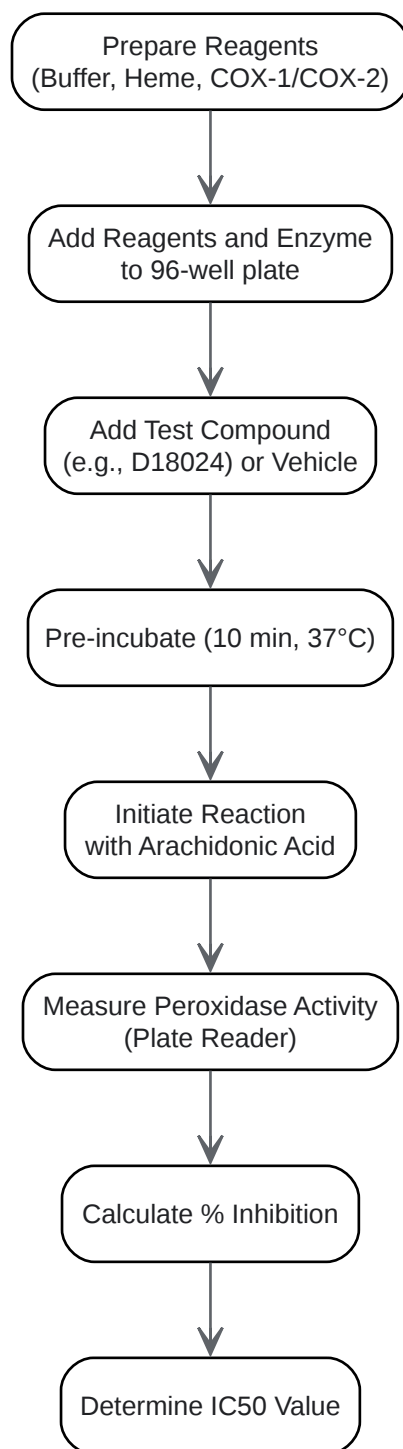 Prepare Reagents
(Buffer, Heme, COX-1/COX-2)
Add Reagents and Enzyme
to 96-well plate
Add Test Compound
(e.g., D18024) or Vehicle
Pre-incubate (10 min, 37°C)
Initiate Reaction
with Arachidonic Acid
Measure Peroxidase Activity
(Plate Reader)
Calculate % Inhibition
Determine IC50 Value